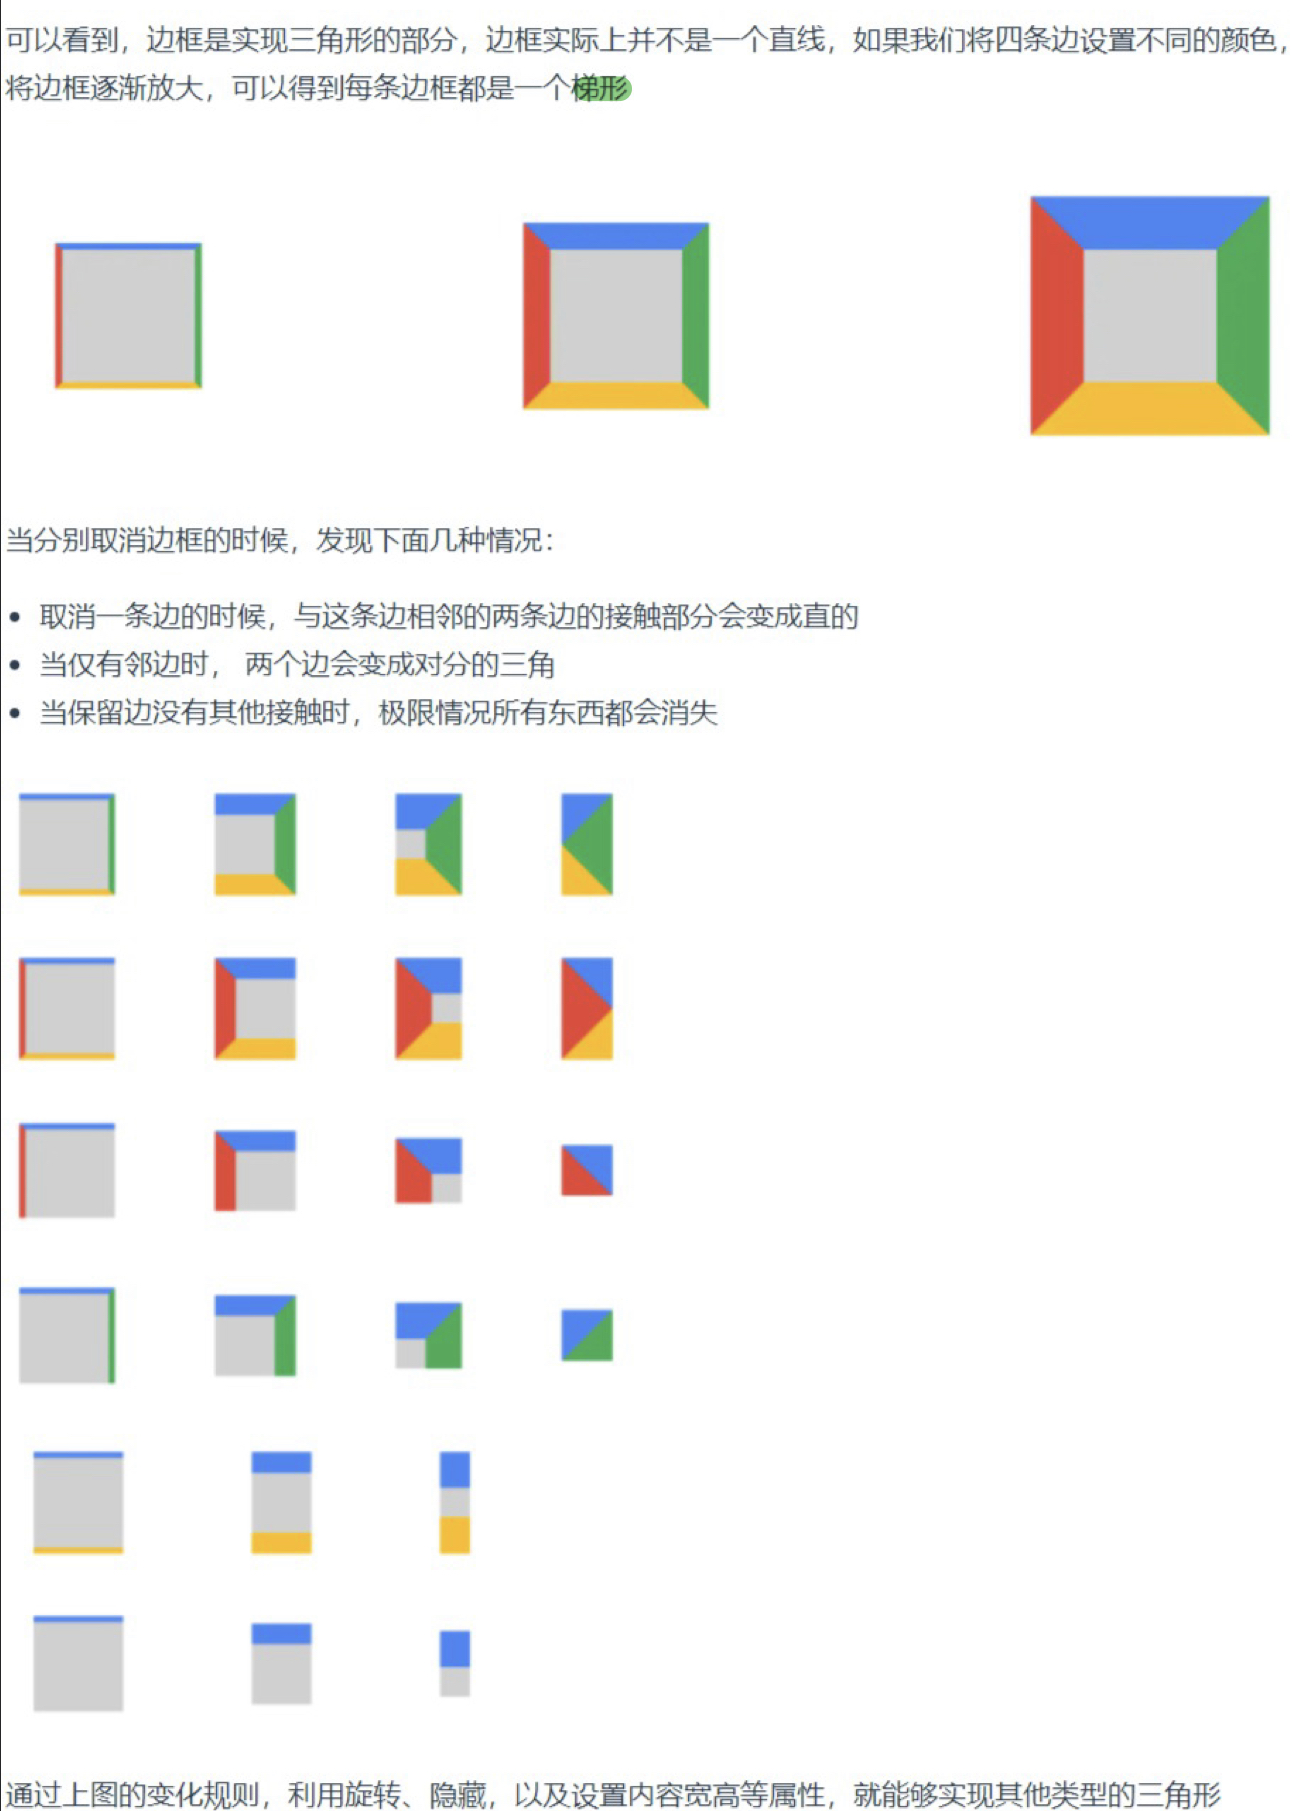 可以看到，边框是实现三角形的部分，边框实际上并不是一个直线，如果我们将四条边设置不同的颜色，
将边框逐渐放大，可以得到每条边框都是一个梯形
当分别取消边框的时候，发现下面几种情况：
• 取消一条边的时候，与这条边相邻的两条边的接触部分会变成直的
• 当仅有邻边时， 两个边会变成对分的三角
• 当保留边没有其他接触时，极限情况所有东西都会消失
通过上图的变化规则，利用旋转、隐藏，以及设置内容宽高等属性，就能够实现其他类型的三角形